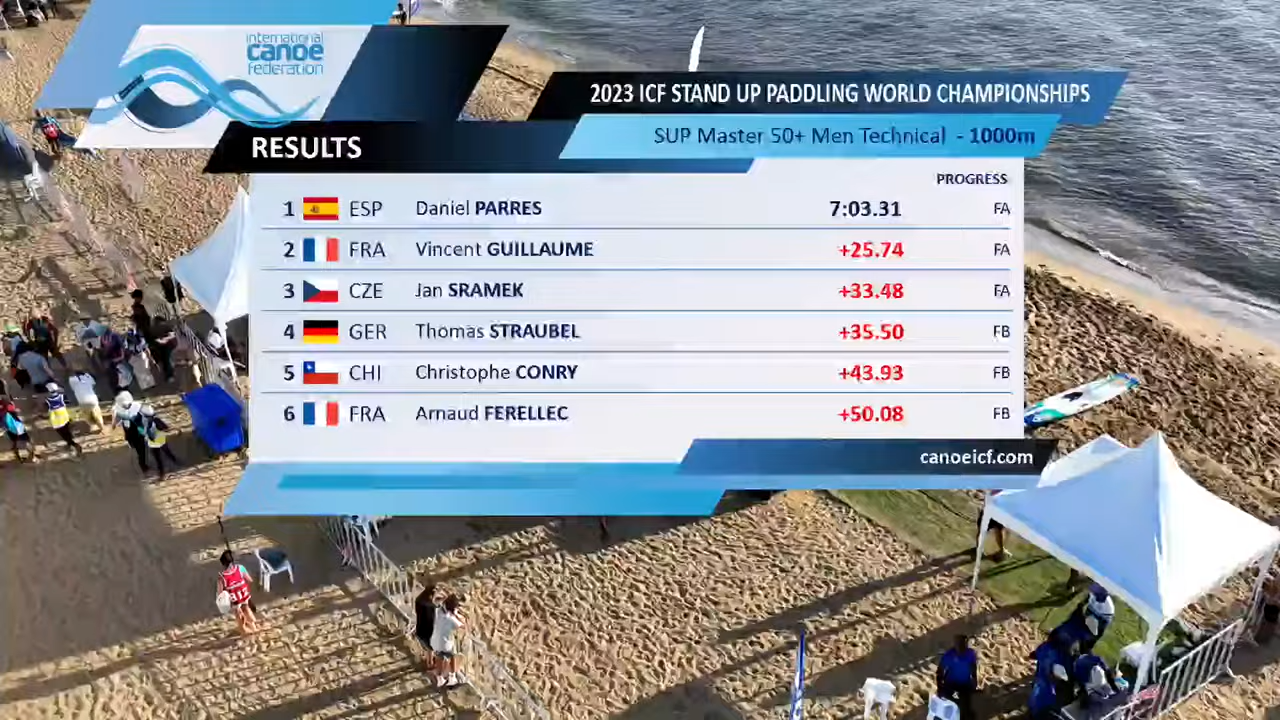 international
canoe
federation
2023 ICF STAND UP PADDLING WORLD CHAMPIONSHIPS
RESULTS
SUP Master 50+ Men Technical - 1000m
PROGRESS
1 ESP Daniel PARRES 7:03.31 FA
2 FRA Vincent GUILLAUME +25.74 FA
3 CZE Jan SRAMEK +33.48 FA
4 GER Thomas STRAUBEL +35.50 FB
5 CHI Christophe CONRY +43.93 FB
6 FRA Arnaud FERELLEC +50.08 FB
canoeicf.com